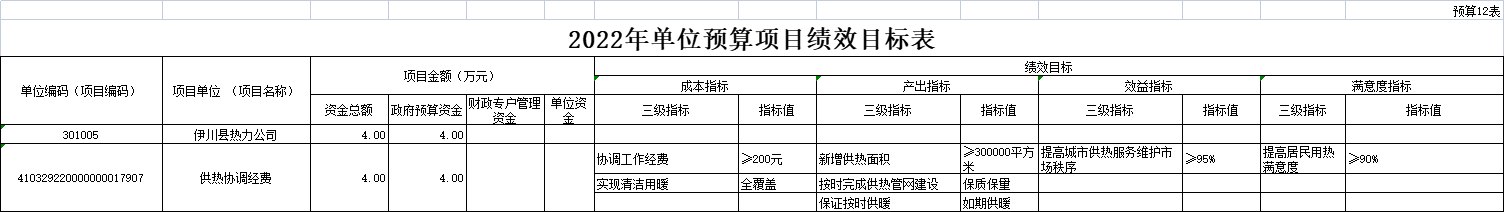 预算12表
2022年单位预算项目绩效目标表
单位编码（项目编码） 项目单位 （项目名称） 项目金额（万元） 绩效目标
成本指标 产出指标 效益指标 满意度指标
资金总额 政府预算资金 财政专户管理资金 单位资金 三级指标 指标值 三级指标 指标值 三级指标 指标值 三级指标 指标值
301005 伊川县热力公司 4.00 4.00
410329220000000017907 供热协调经费 4.00 4.00 协调工作经费 ≥200元 新增供热面积 ≥300000平方米 提高城市供热服务维护市场秩序 ≥95% 提高居民用热满意度 ≥90%
实现清洁用暖 全覆盖 按时完成供热管网建设 保质保量
保证按时供暖 如期供暖